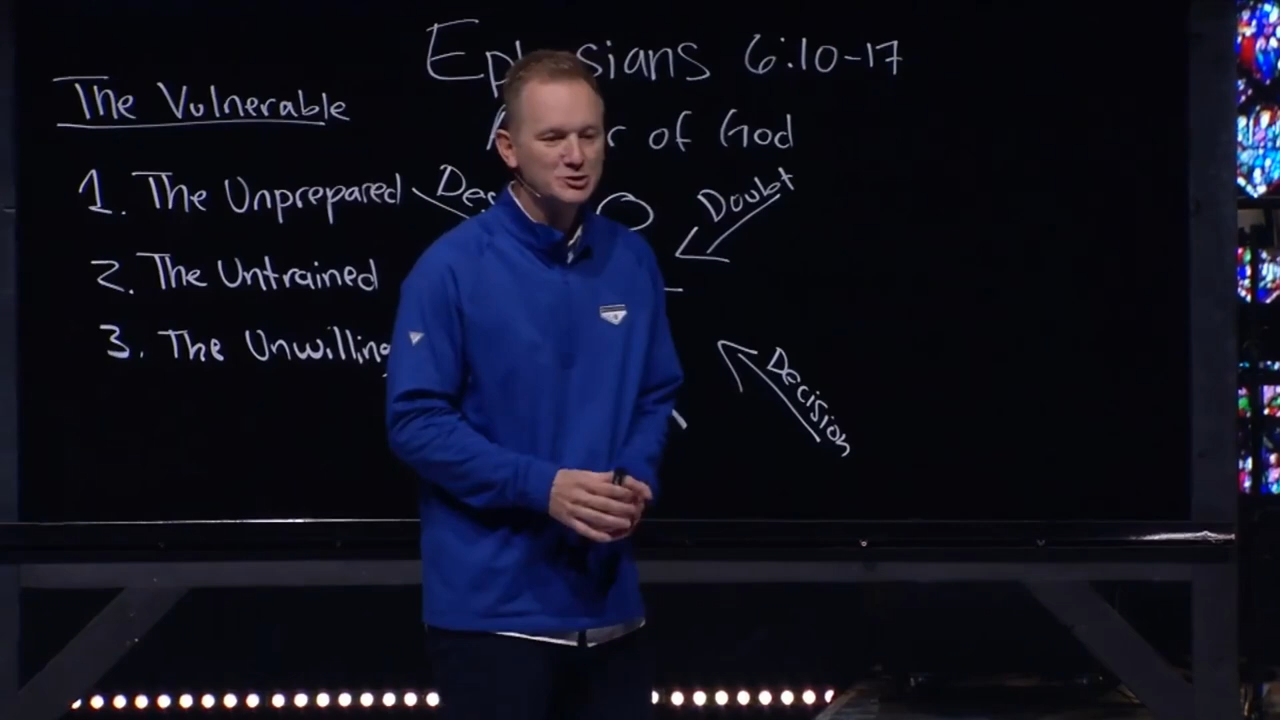 Ephesians 6:10-17
of God
The Vulnerable
1. The Unprepared
2. The Untrained
3. The Unwilling
Doubt
Decision